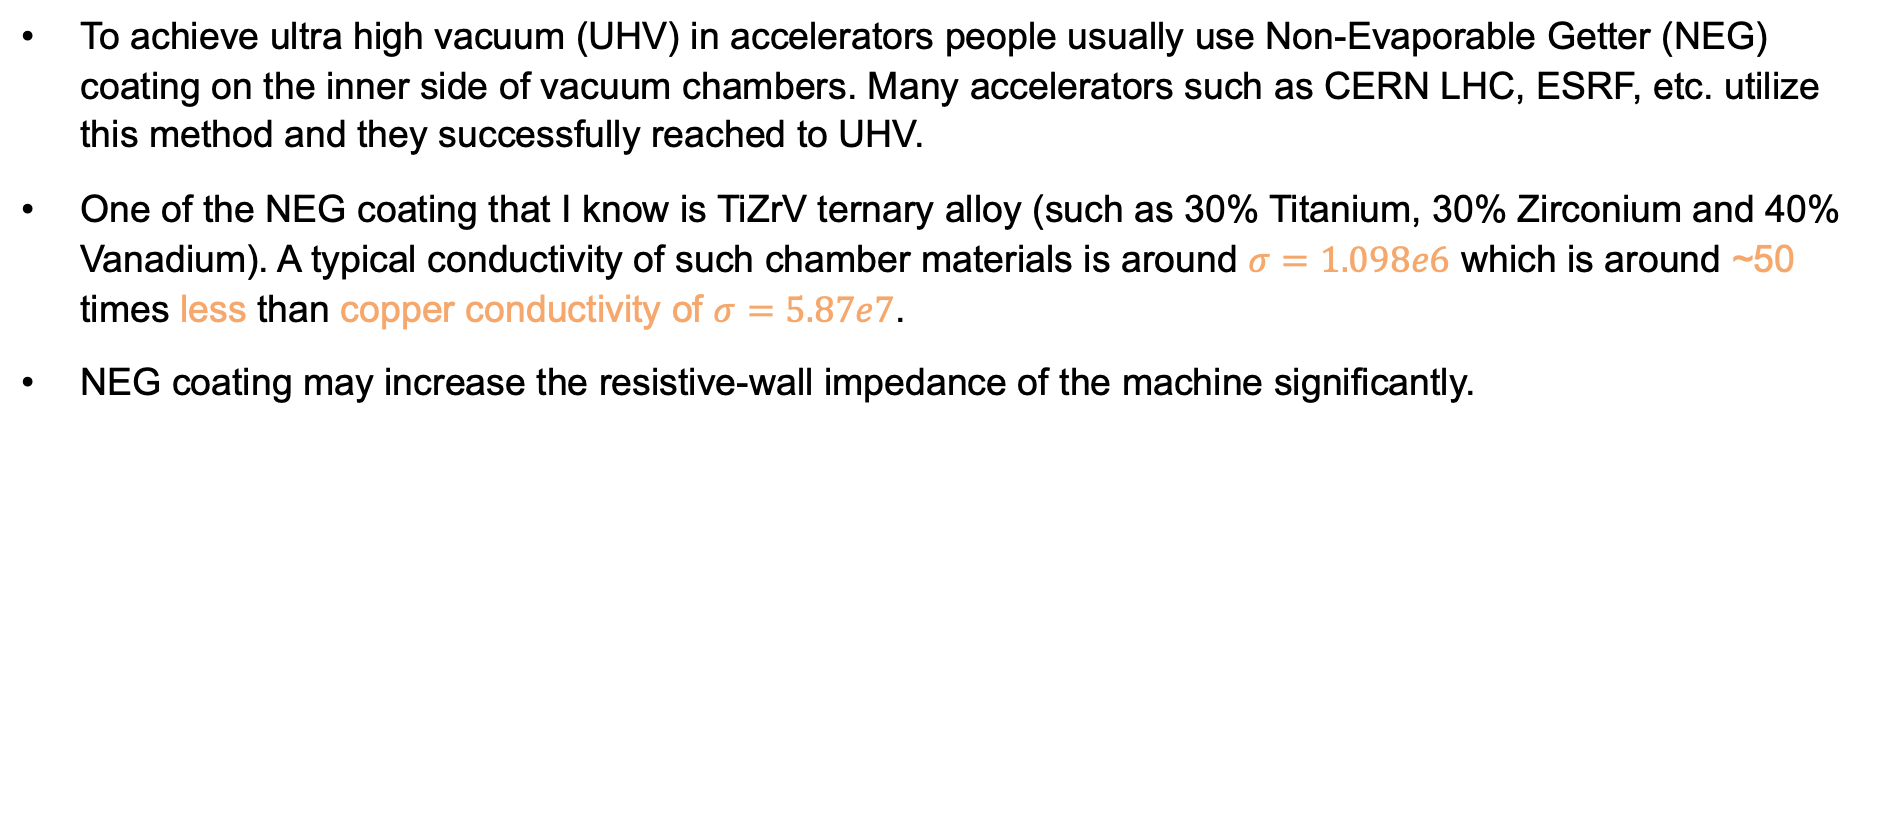 • To achieve ultra high vacuum (UHV) in accelerators people usually use Non-Evaporable Getter (NEG)
coating on the inner side of vacuum chambers. Many accelerators such as CERN LHC, ESRF, etc. utilize
this method and they successfully reached to UHV.
• One of the NEG coating that I know is TiZrV ternary alloy (such as 30% Titanium, 30% Zirconium and 40%
Vanadium). A typical conductivity of such chamber materials is around σ = 1.098e6 which is around ~50
times less than copper conductivity of σ = 5.87e7.
• NEG coating may increase the resistive-wall impedance of the machine significantly.